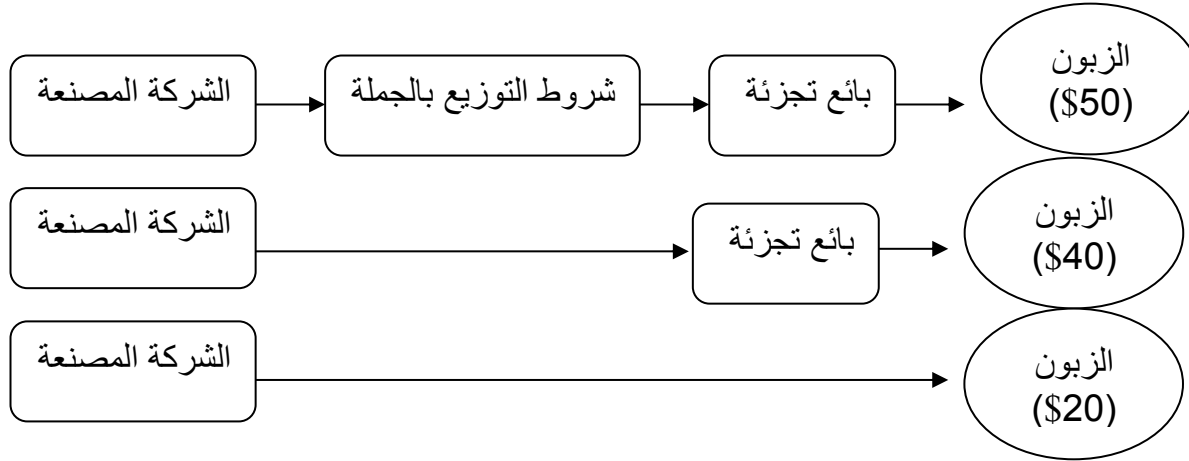 الشركة المصنعة
شروط التوزيع بالجملة
بائع تجزئة
الزبون
($50)
الشركة المصنعة
بائع تجزئة
الزبون
($40)
الشركة المصنعة
الزبون
($20)